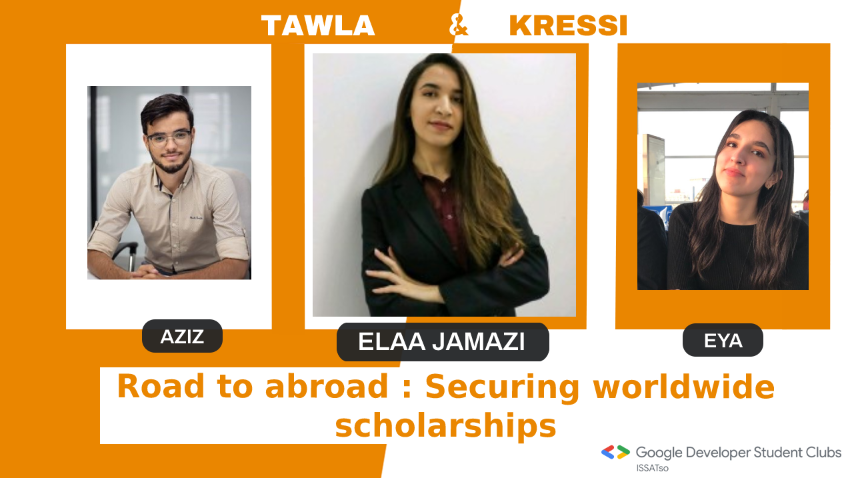 TAWLA & KRESSI
AZIZ
ELAA JAMAZI
EYA
Road to abroad : Securing worldwide
scholarships
Google Developer Student Clubs
ISSATso